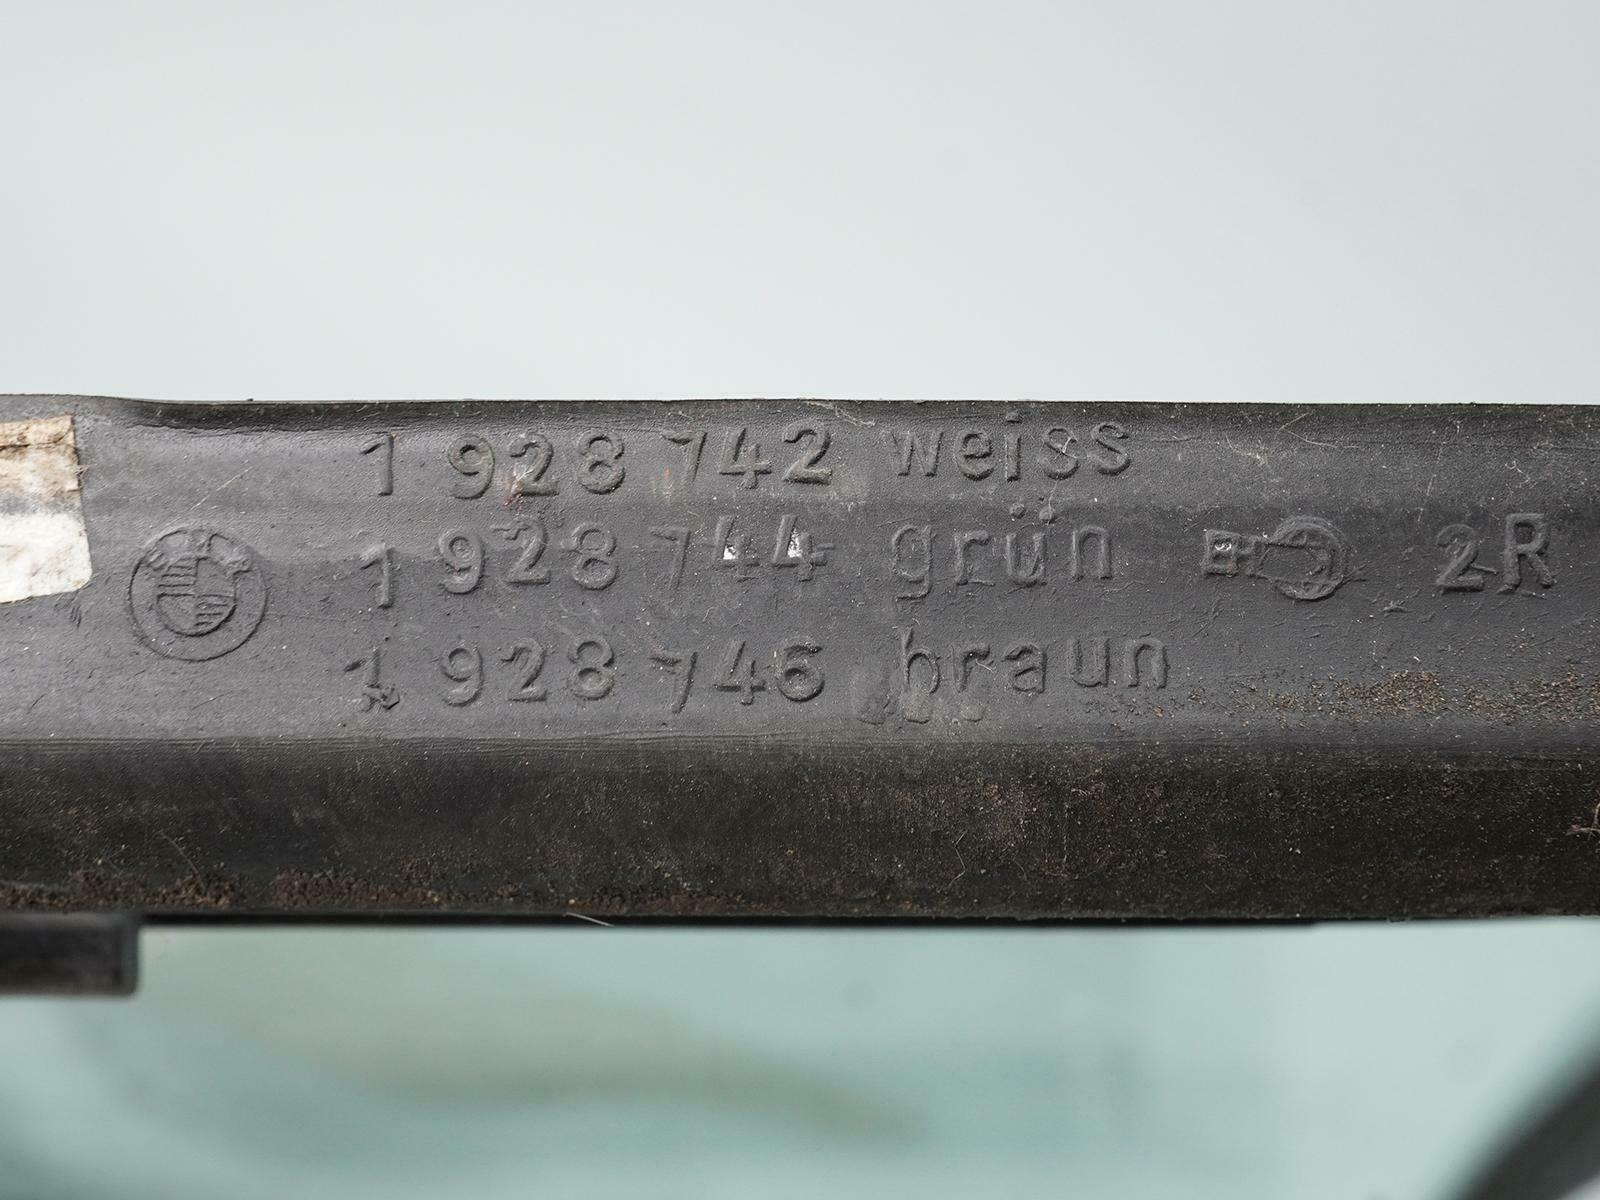 1 928 742 weiss
1 928 744 grün 2R
1 928 746 braun